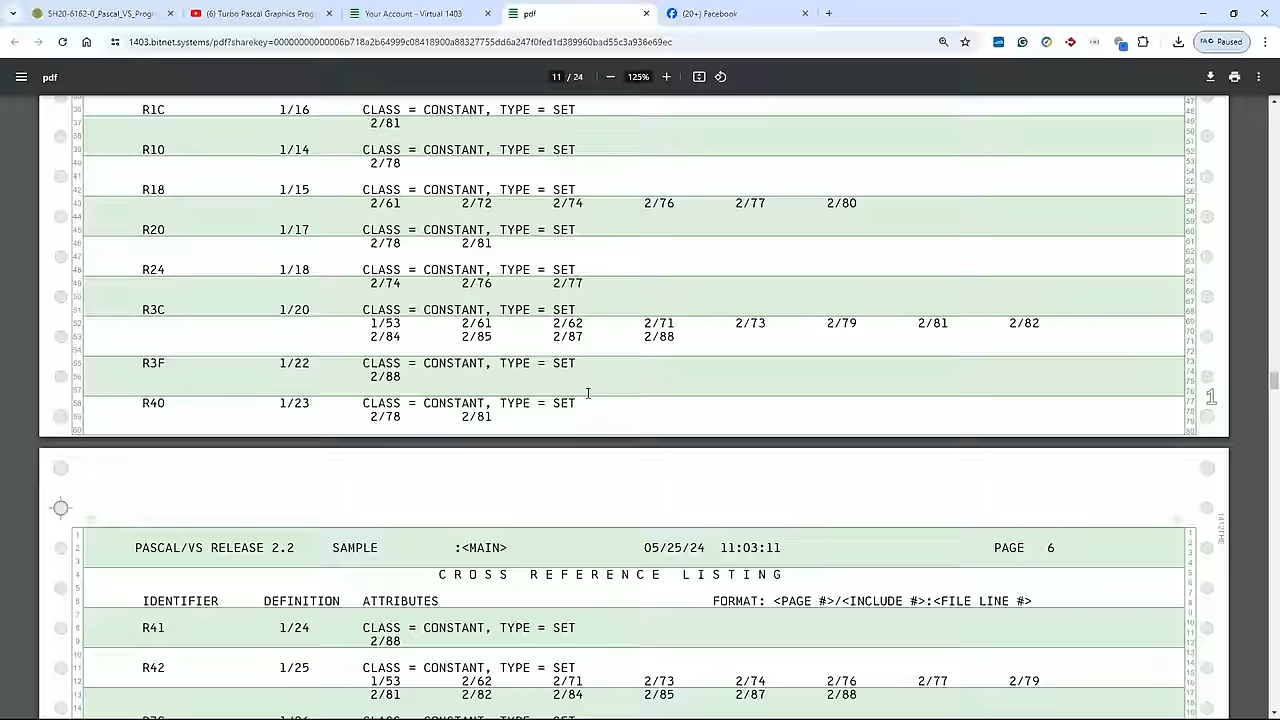 SH20-6162-0_Pascal_VS_Progr
(6) Turbo Pascal Graphics Prog
Your Account - Virtual 1403
pdf
(20+) Facebook
pdf
11 / 24
125%
Paused
R1C 1/16 CLASS = CONSTANT, TYPE = SET
2/81
R10 1/14 CLASS = CONSTANT, TYPE = SET
2/78
R18 1/15 CLASS = CONSTANT, TYPE = SET
2/61 2/72 2/74 2/76 2/77 2/80
R20 1/17 CLASS = CONSTANT, TYPE = SET
2/78 2/81
R24 1/18 CLASS = CONSTANT, TYPE = SET
2/74 2/76 2/77
R3C 1/20 CLASS = CONSTANT, TYPE = SET
1/53 2/61 2/62 2/71 2/73 2/79 2/81 2/82
2/84 2/85 2/87 2/88
R3F 1/22 CLASS = CONSTANT, TYPE = SET
2/88
R40 1/23 CLASS = CONSTANT, TYPE = SET
2/78 2/81
1
PASCAL/VS RELEASE 2.2 SAMPLE :<MAIN> 05/25/24 11:03:11 PAGE 6
C R O S S R E F E R E N C E L I S T I N G
IDENTIFIER DEFINITION ATTRIBUTES FORMAT: <PAGE #>/<INCLUDE #>:<FILE LINE #>
R41 1/24 CLASS = CONSTANT, TYPE = SET
2/88
R42 1/25 CLASS = CONSTANT, TYPE = SET
1/53 2/62 2/71 2/73 2/74 2/76 2/77 2/79
2/81 2/82 2/84 2/85 2/87 2/88